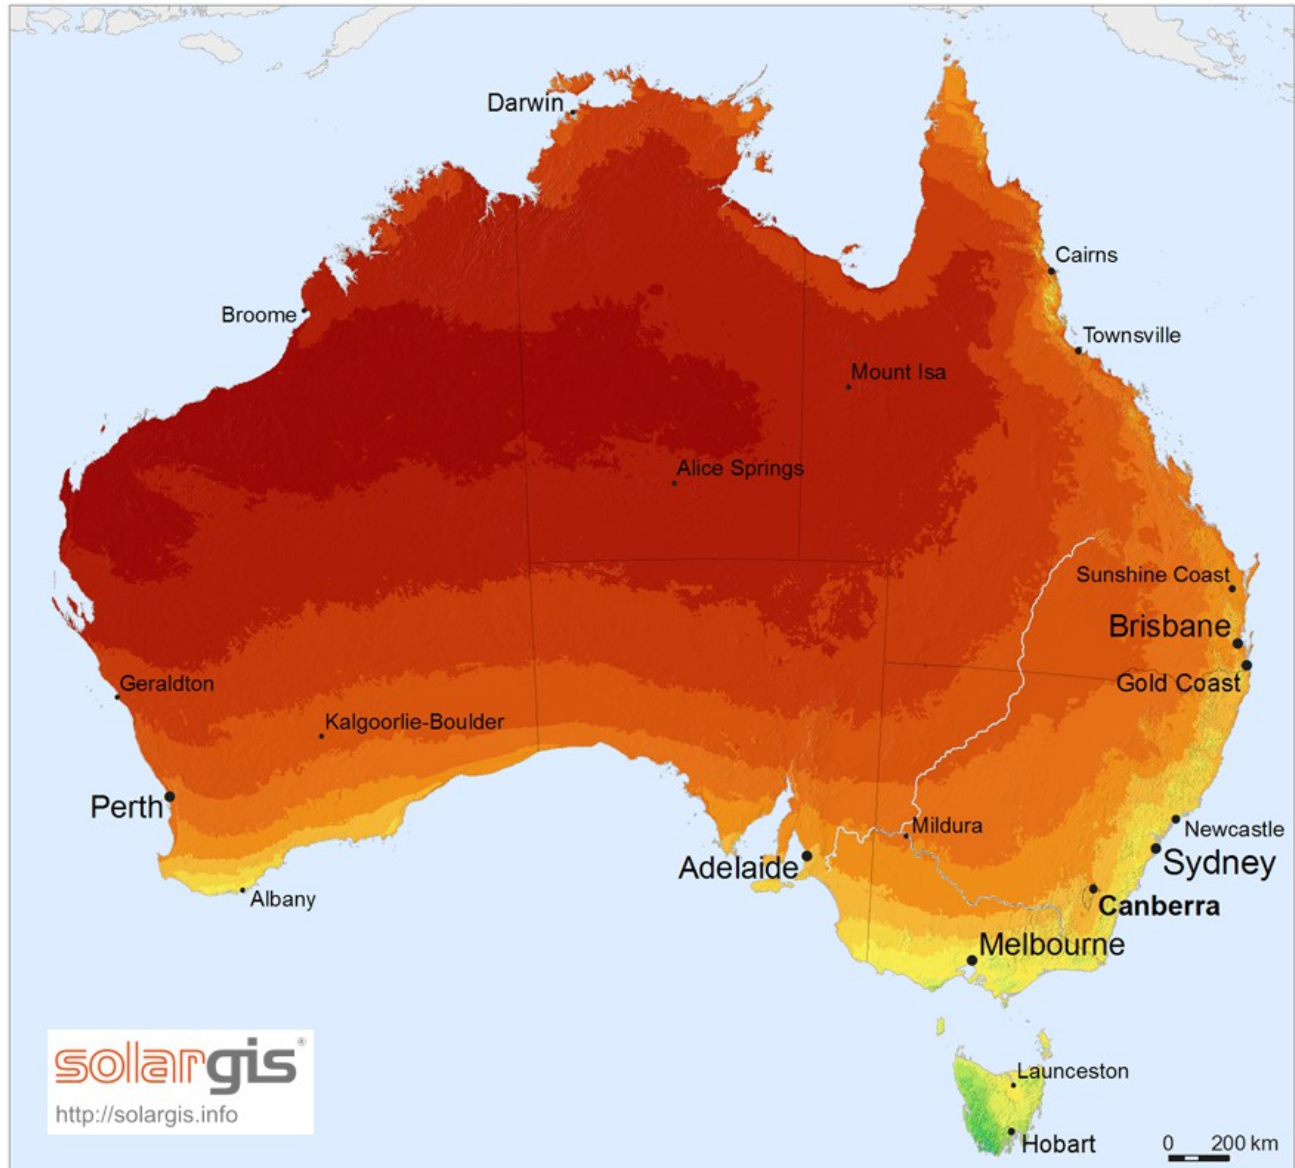 Darwin
Cairns
Broome
Townsville
Mount Isa
Alice Springs
Sunshine Coast
Brisbane
Gold Coast
Geraldton
Kalgoorlie-Boulder
Perth
Mildura
Newcastle
Adelaide
Sydney
Albany
Canberra
Melbourne
solargis®
http://solargis.info
Launceston
Hobart
0 200 km